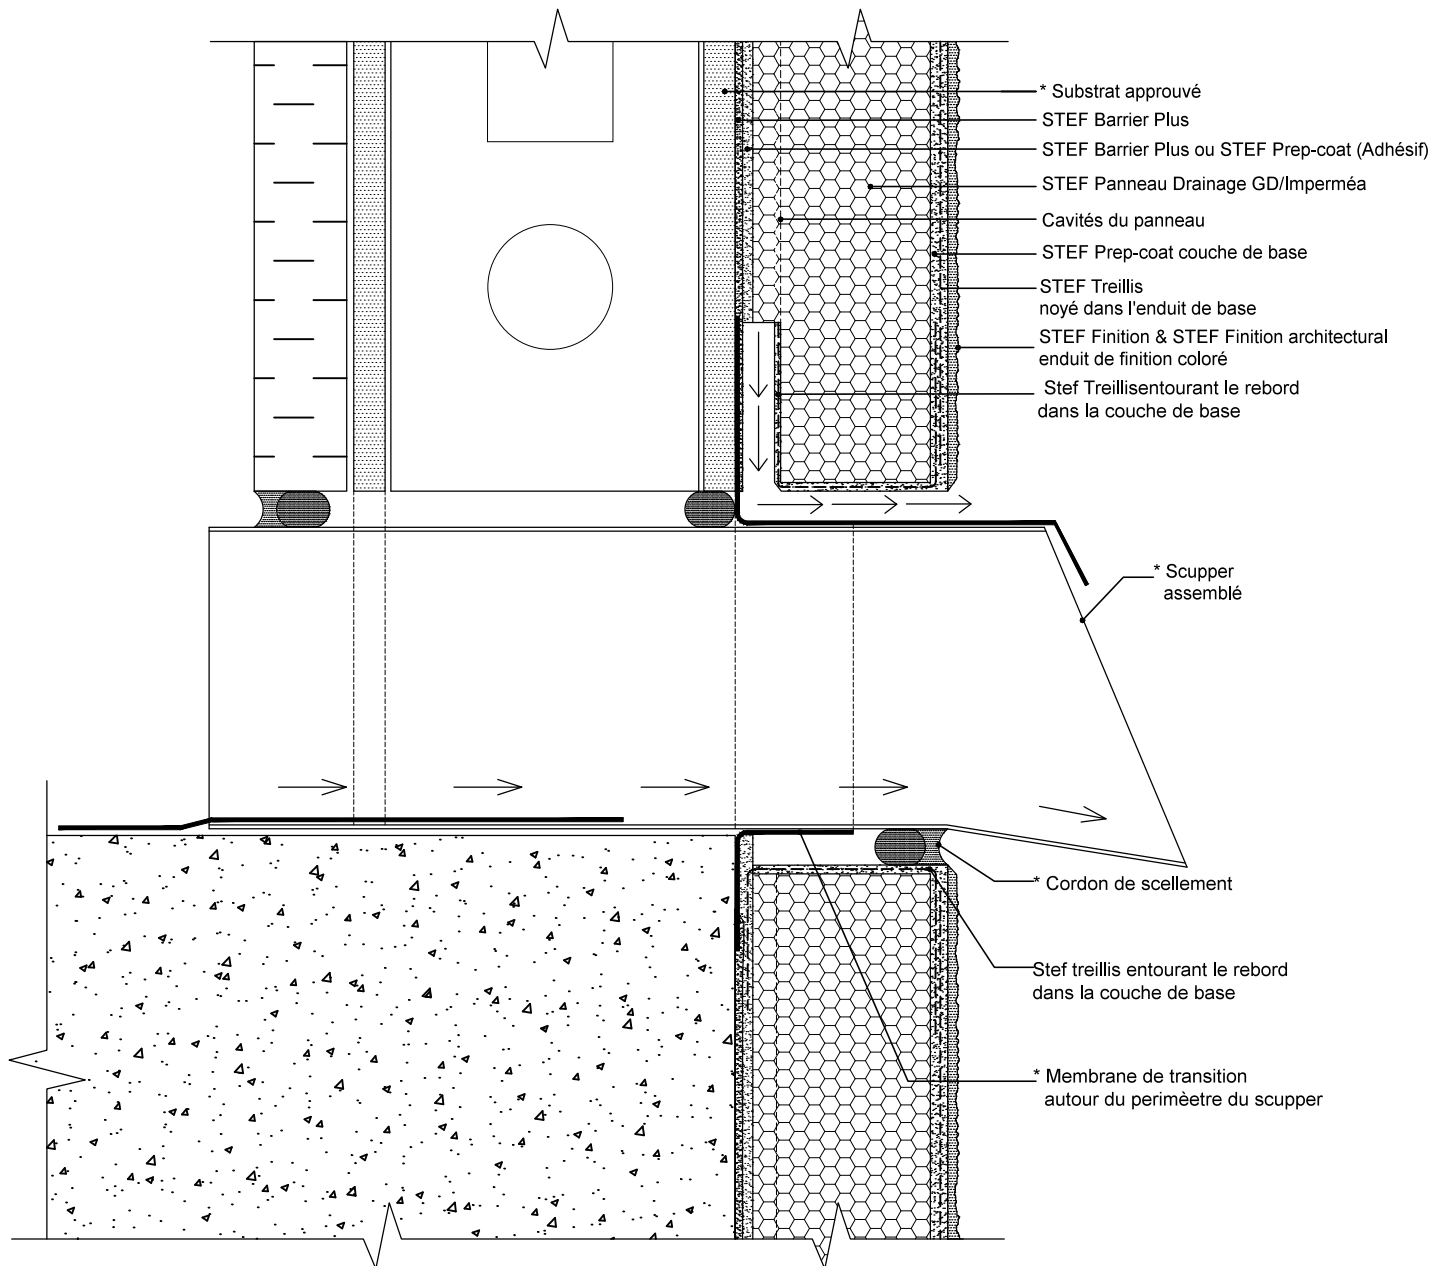 * Substrat approuvé
STEF Barrier Plus
STEF Barrier Plus ou STEF Prep-coat (Adhésif)
STEF Panneau Drainage GD/Imperméa
Cavités du panneau
STEF Prep-coat couche de base
STEF Treillis
noyé dans l'enduit de base
STEF Finition & STEF Finition architectural
enduit de finition coloré
Stef Treillisentourant le rebord
dans la couche de base
* Scupper
assemblé
* Cordon de scellement
Stef treillis entourant le rebord
dans la couche de base
* Membrane de transition
autour du perimèetre du scupper